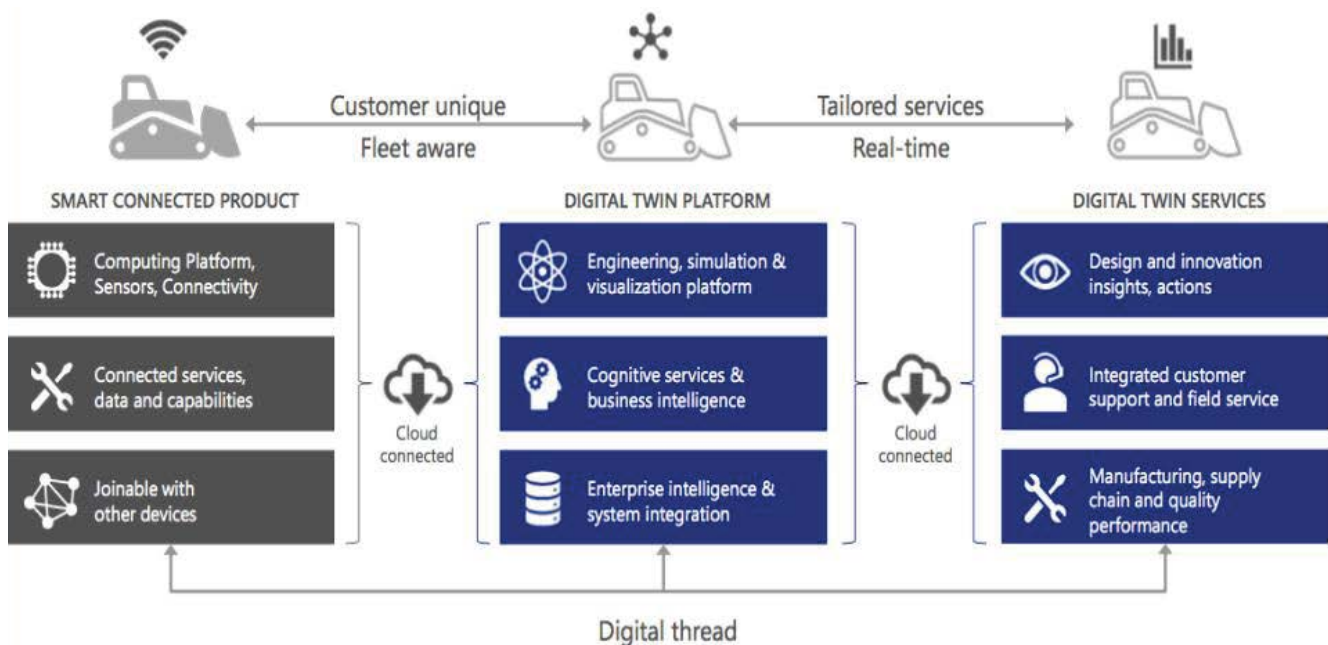 Customer unique
Fleet aware
Tailored services
Real-time
SMART CONNECTED PRODUCT
Computing Platform,
Sensors, Connectivity
Connected services,
data and capabilities
Joinable with
other devices
Cloud
connected
DIGITAL TWIN PLATFORM
Engineering, simulation &
visualization platform
Cognitive services &
business intelligence
Enterprise intelligence &
system integration
Cloud
connected
DIGITAL TWIN SERVICES
Design and innovation
insights, actions
Integrated customer
support and field service
Manufacturing, supply
chain and quality
performance
Digital thread